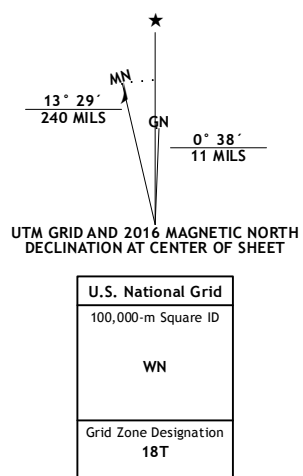 ★
MN
GN
13° 29´
240 MILS
0° 38´
11 MILS
UTM GRID AND 2016 MAGNETIC NORTH
DECLINATION AT CENTER OF SHEET
U.S. National Grid
100,000-m Square ID
WN
Grid Zone Designation
18T